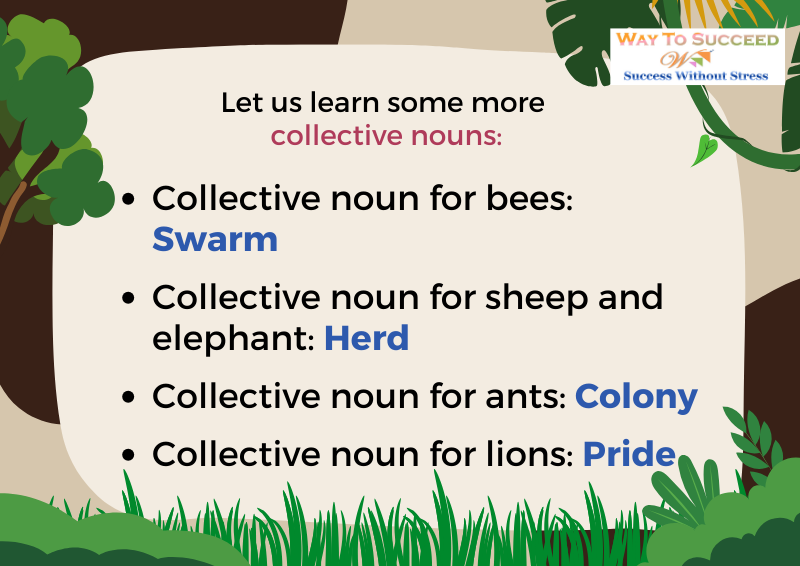 WAY TO SUCCEED
W
Success Without Stress
Let us learn some more
collective nouns:
• Collective noun for bees:
Swarm
• Collective noun for sheep and
elephant: Herd
• Collective noun for ants: Colony
• Collective noun for lions: Pride